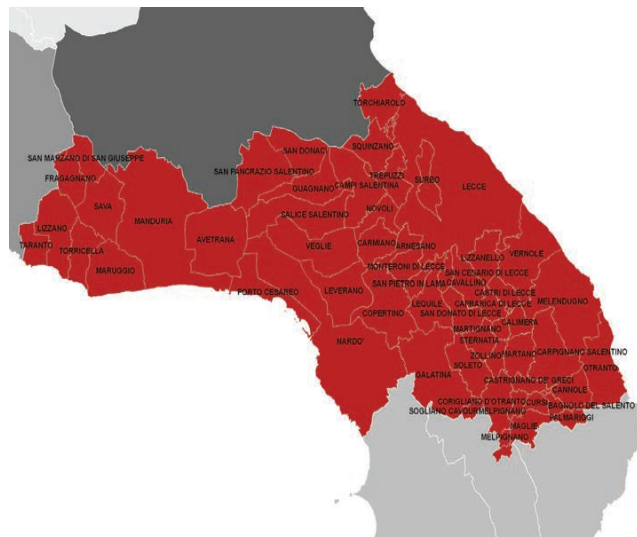 TORCHIAROLO
SQUINZANO
SAN DONACI
SAN MARZANO DI SAN GIUSEPPE
SAN PANCRAZIO SALENTINO
TREPUZZI
FRAGAGNANO
SURBO
CAMPI SALENTINA
GUAGNANO
LECCE
SAVA
NOVOLI
SALICE SALENTINO
MANDURIA
LIZZANO
AVETRANA
CARMIANO
ARNESANO
TARANTO
VEGLIE
TORRICELLA
VERNOLE
LIZZANELLO
MONTERONI DI LECCE
MARUGGIO
SAN CESARIO DI LECCE
SAN PIETRO IN LAMA
CAVALLINO
PORTO CESAREO
LEVERANO
CASTRI DI LECCE
MELENDUGNO
LEQUILE
CAPRARICA DI LECCE
COPERTINO
SAN DONATO DI LECCE
CALIMERA
MARTIGNANO
NARDO'
STERNATIA
ZOLLINO
MARTANO
CARPIGNANO SALENTINO
SOLETO
OTRANTO
GALATINA
CASTRIGNANO DE' GRECI
CANNOLE
CORIGLIANO D'OTRANTO
CURSI
BAGNOLO DEL SALENTO
SOGLIANO CAVOUR
MELPIGNANO
PALMARIGGI
MAGLIE
MELPIGNANO